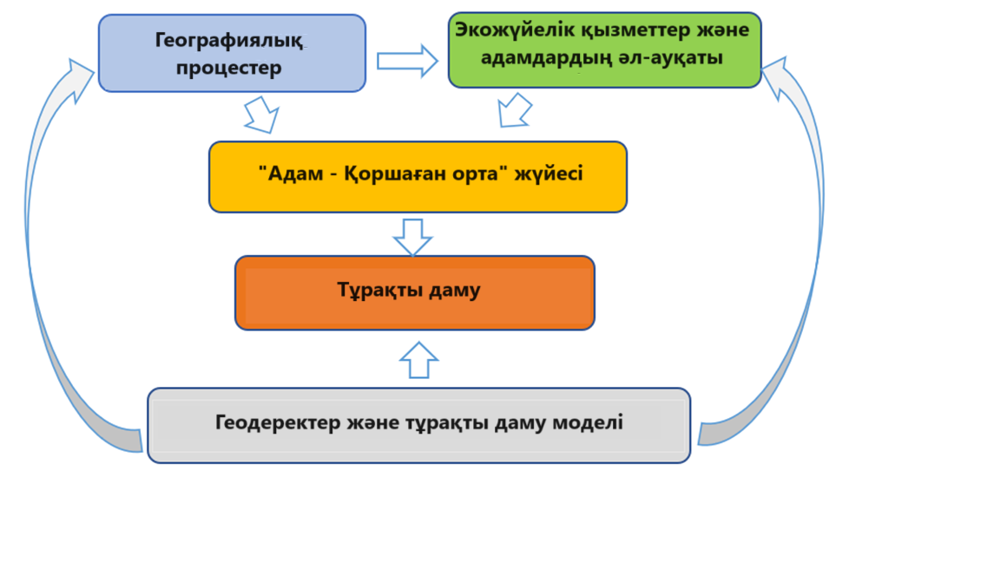 Географиялық
процестер
Экожүйелік қызметтер және
адамдардың әл-ауқаты
"Адам - Қоршаған орта" жүйесі
Тұрақты даму
Геодеректер және тұрақты даму моделі